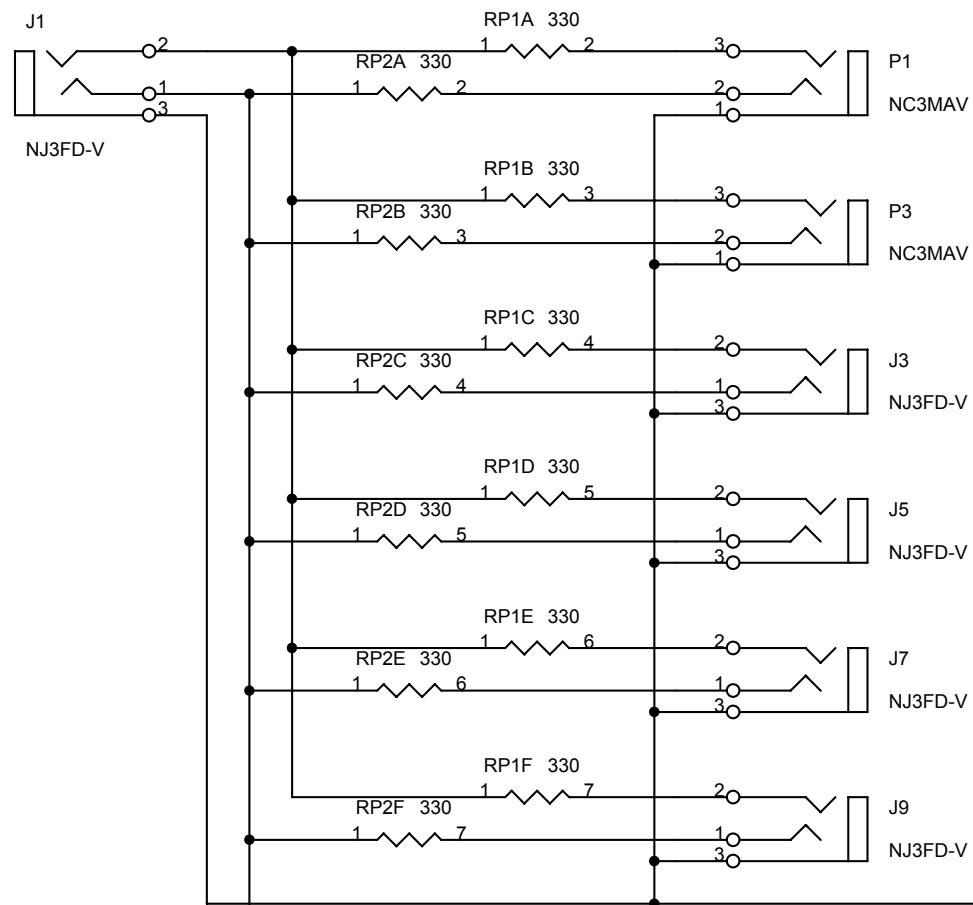 J1
RP1A 330
2 1 2 3
RP2A 330
P1
1 1 2 2
NC3MAV
3 1
NJ3FD-V
RP1B 330
1 3 3
RP2B 330
P3
1 3 2
NC3MAV
1
RP1C 330
1 4 2
RP2C 330
J3
1 4 1
NJ3FD-V
3
RP1D 330
1 5 2
RP2D 330
J5
1 5 1
NJ3FD-V
3
RP1E 330
1 6 2
RP2E 330
J7
1 6 1
NJ3FD-V
3
RP1F 330
1 7 2
RP2F 330
J9
1 7 1
NJ3FD-V
3